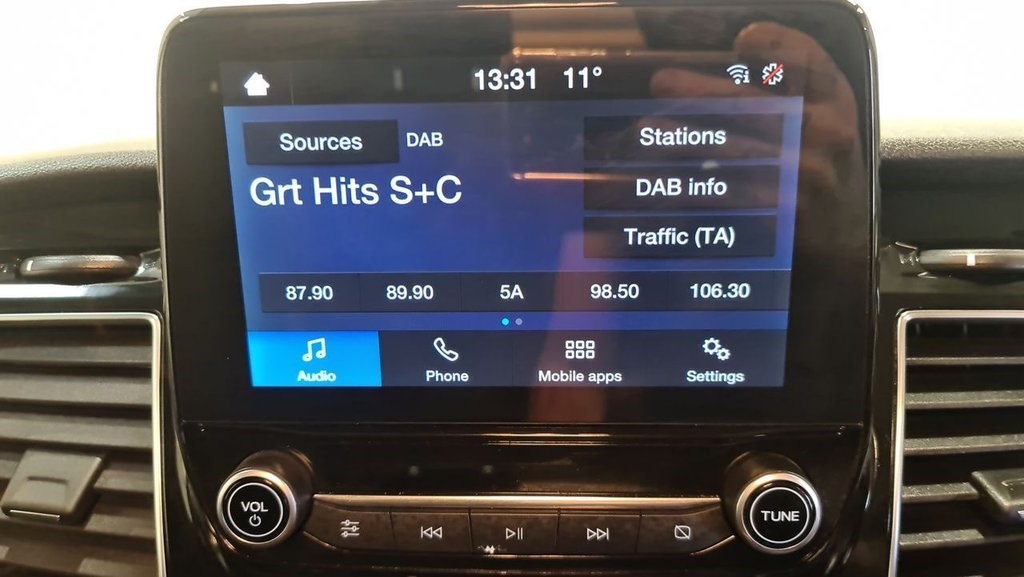 13:31 11°
Sources DAB
Grt Hits S+C
Stations
DAB info
Traffic (TA)
87.90 89.90 5A 98.50 106.30
Audio Phone Mobile apps Settings
VOL
TUNE